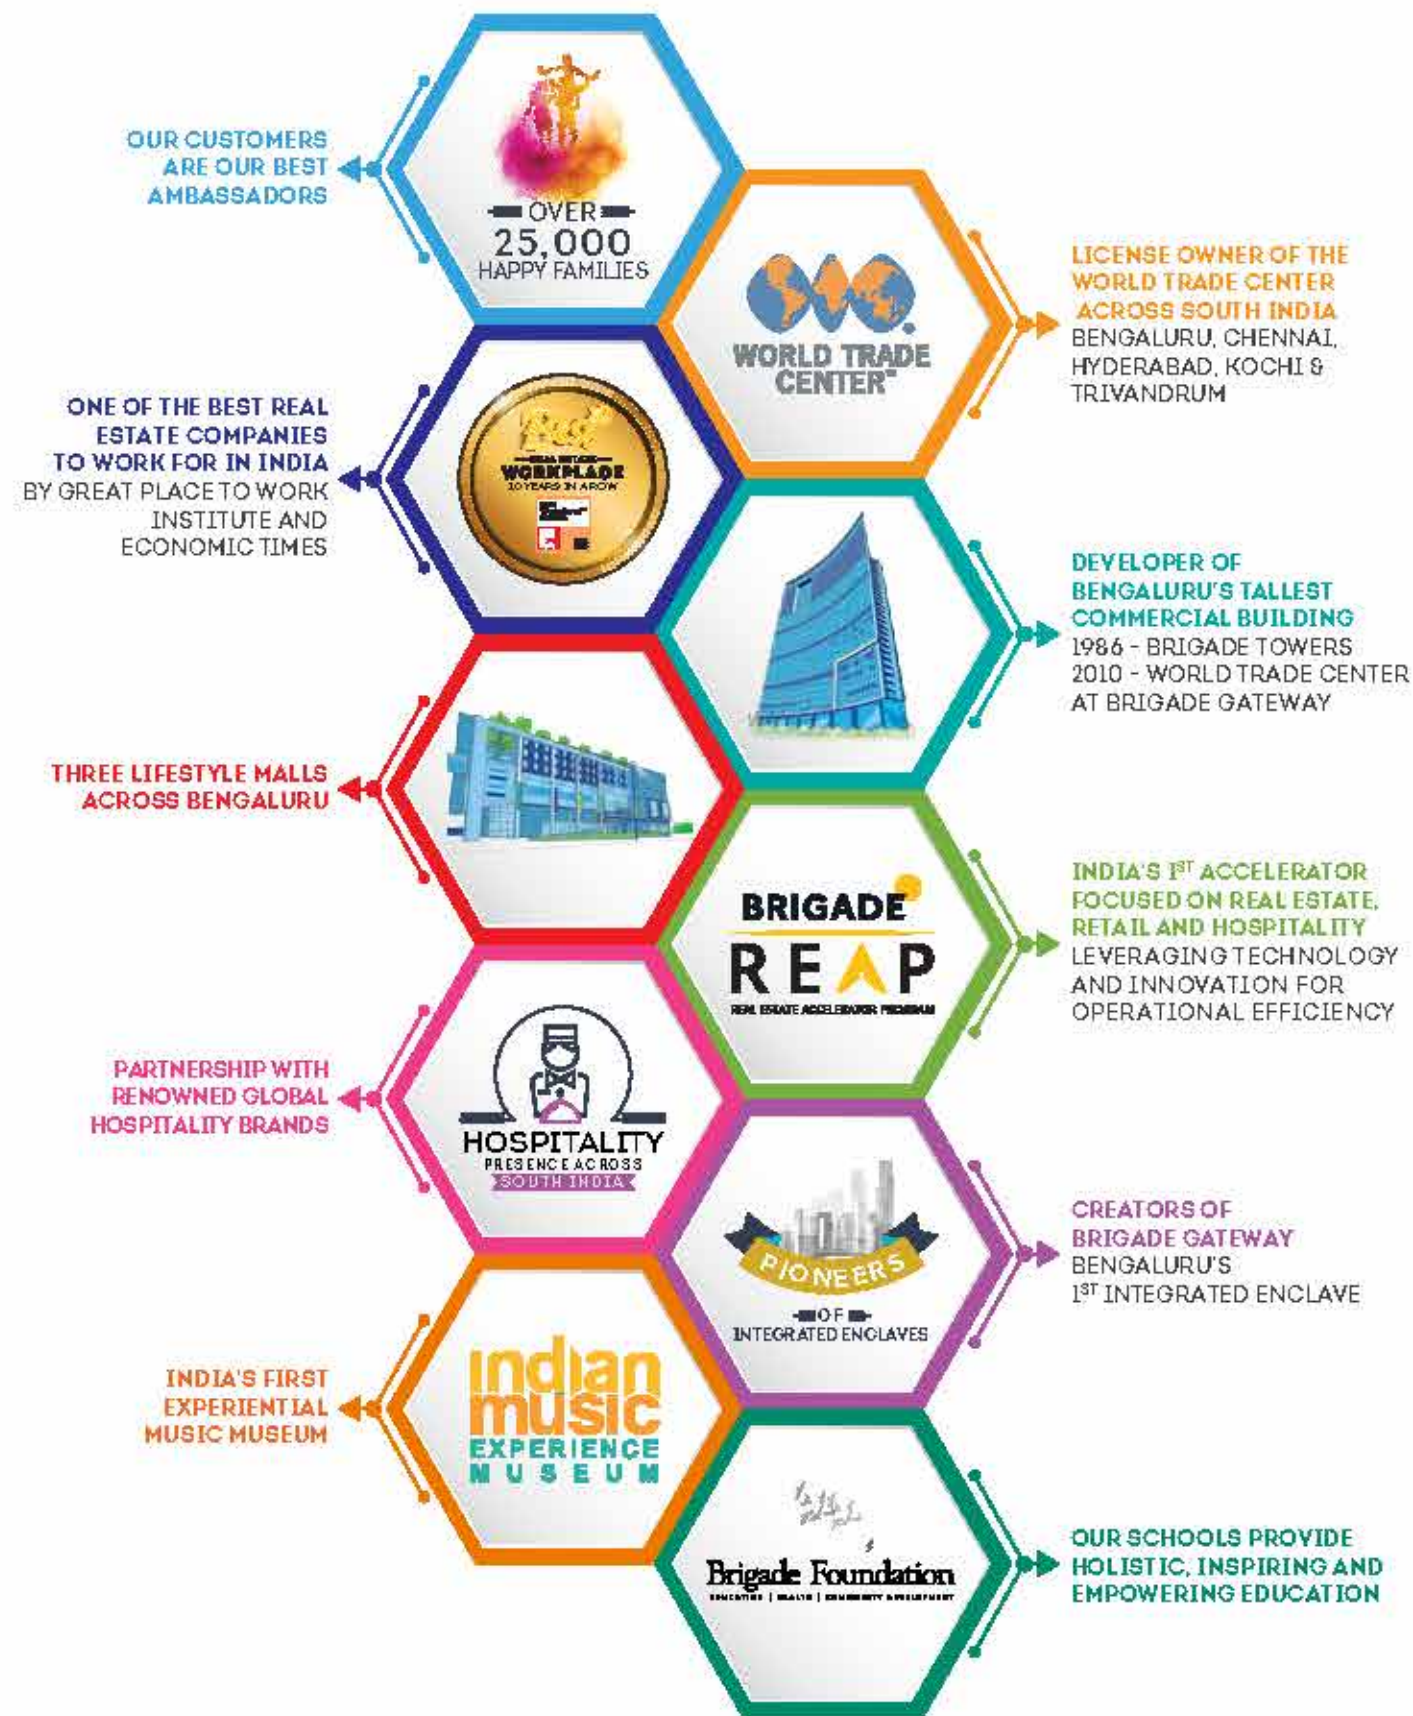 OUR CUSTOMERS
ARE OUR BEST
AMBASSADORS
OVER
25,000
HAPPY FAMILIES
WORLD TRADE
CENTER
LICENSE OWNER OF THE
WORLD TRADE CENTER
ACROSS SOUTH INDIA
BENGALURU, CHENNAI,
HYDERABAD, KOCHI &
TRIVANDRUM
ONE OF THE BEST REAL
ESTATE COMPANIES
TO WORK FOR IN INDIA
BY GREAT PLACE TO WORK
INSTITUTE AND
ECONOMIC TIMES
Best
REAL ESTATE
WORKPLACE
10 YEARS IN A ROW
DEVELOPER OF
BENGALURU'S TALLEST
COMMERCIAL BUILDING
1986 - BRIGADE TOWERS
2010 - WORLD TRADE CENTER
AT BRIGADE GATEWAY
THREE LIFESTYLE MALLS
ACROSS BENGALURU
BRIGADE
REAP
REAL ESTATE ACCELERATOR PROGRAM
INDIA'S 1ST ACCELERATOR
FOCUSED ON REAL ESTATE,
RETAIL AND HOSPITALITY
LEVERAGING TECHNOLOGY
AND INNOVATION FOR
OPERATIONAL EFFICIENCY
PARTNERSHIP WITH
RENOWNED GLOBAL
HOSPITALITY BRANDS
HOSPITALITY
PRESENCE ACROSS
SOUTH INDIA
PIONEERS
OF
INTEGRATED ENCLAVES
CREATORS OF
BRIGADE GATEWAY
BENGALURU'S
1ST INTEGRATED ENCLAVE
INDIA'S FIRST
EXPERIENTIAL
MUSIC MUSEUM
indian
music
EXPERIENCE
MUSEUM
Brigade Foundation
EDUCATION | HEALTH | COMMUNITY DEVELOPMENT
OUR SCHOOLS PROVIDE
HOLISTIC, INSPIRING AND
EMPOWERING EDUCATION